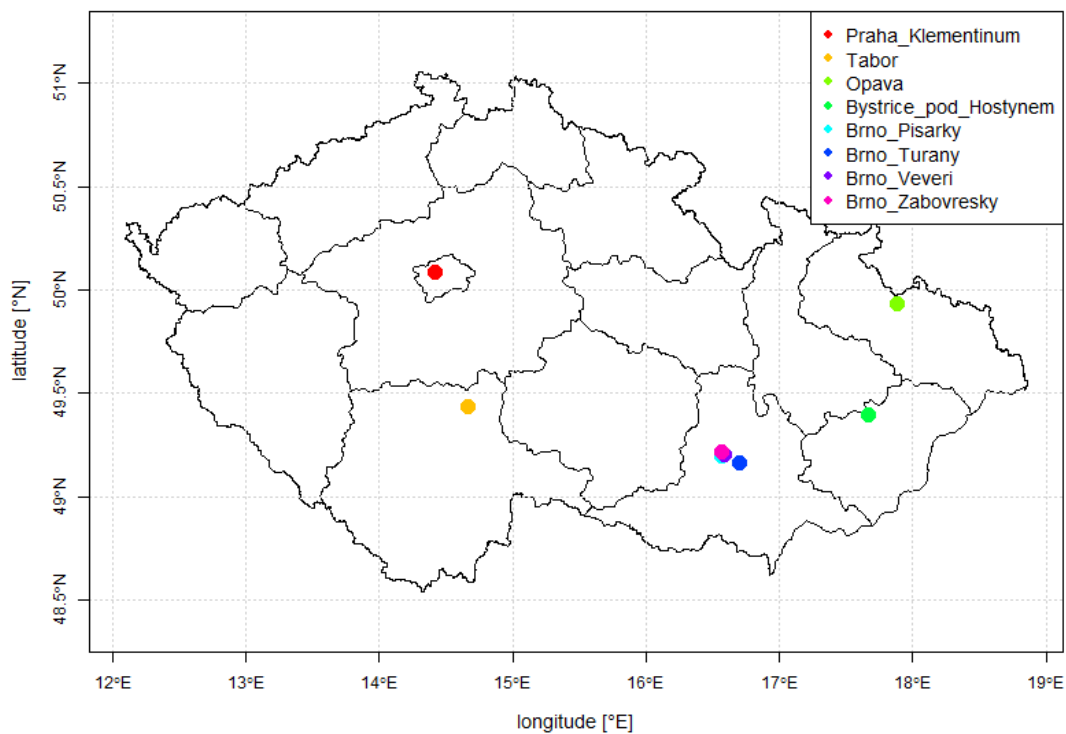 Praha_Klementinum
Tabor
Opava
Bystrice_pod_Hostynem
Brno_Pisarky
Brno_Turany
Brno_Veveri
Brno_Zabovresky
latitude [°N]
51°N
50.5°N
50°N
49.5°N
49°N
48.5°N
12°E 13°E 14°E 15°E 16°E 17°E 18°E 19°E
longitude [°E]